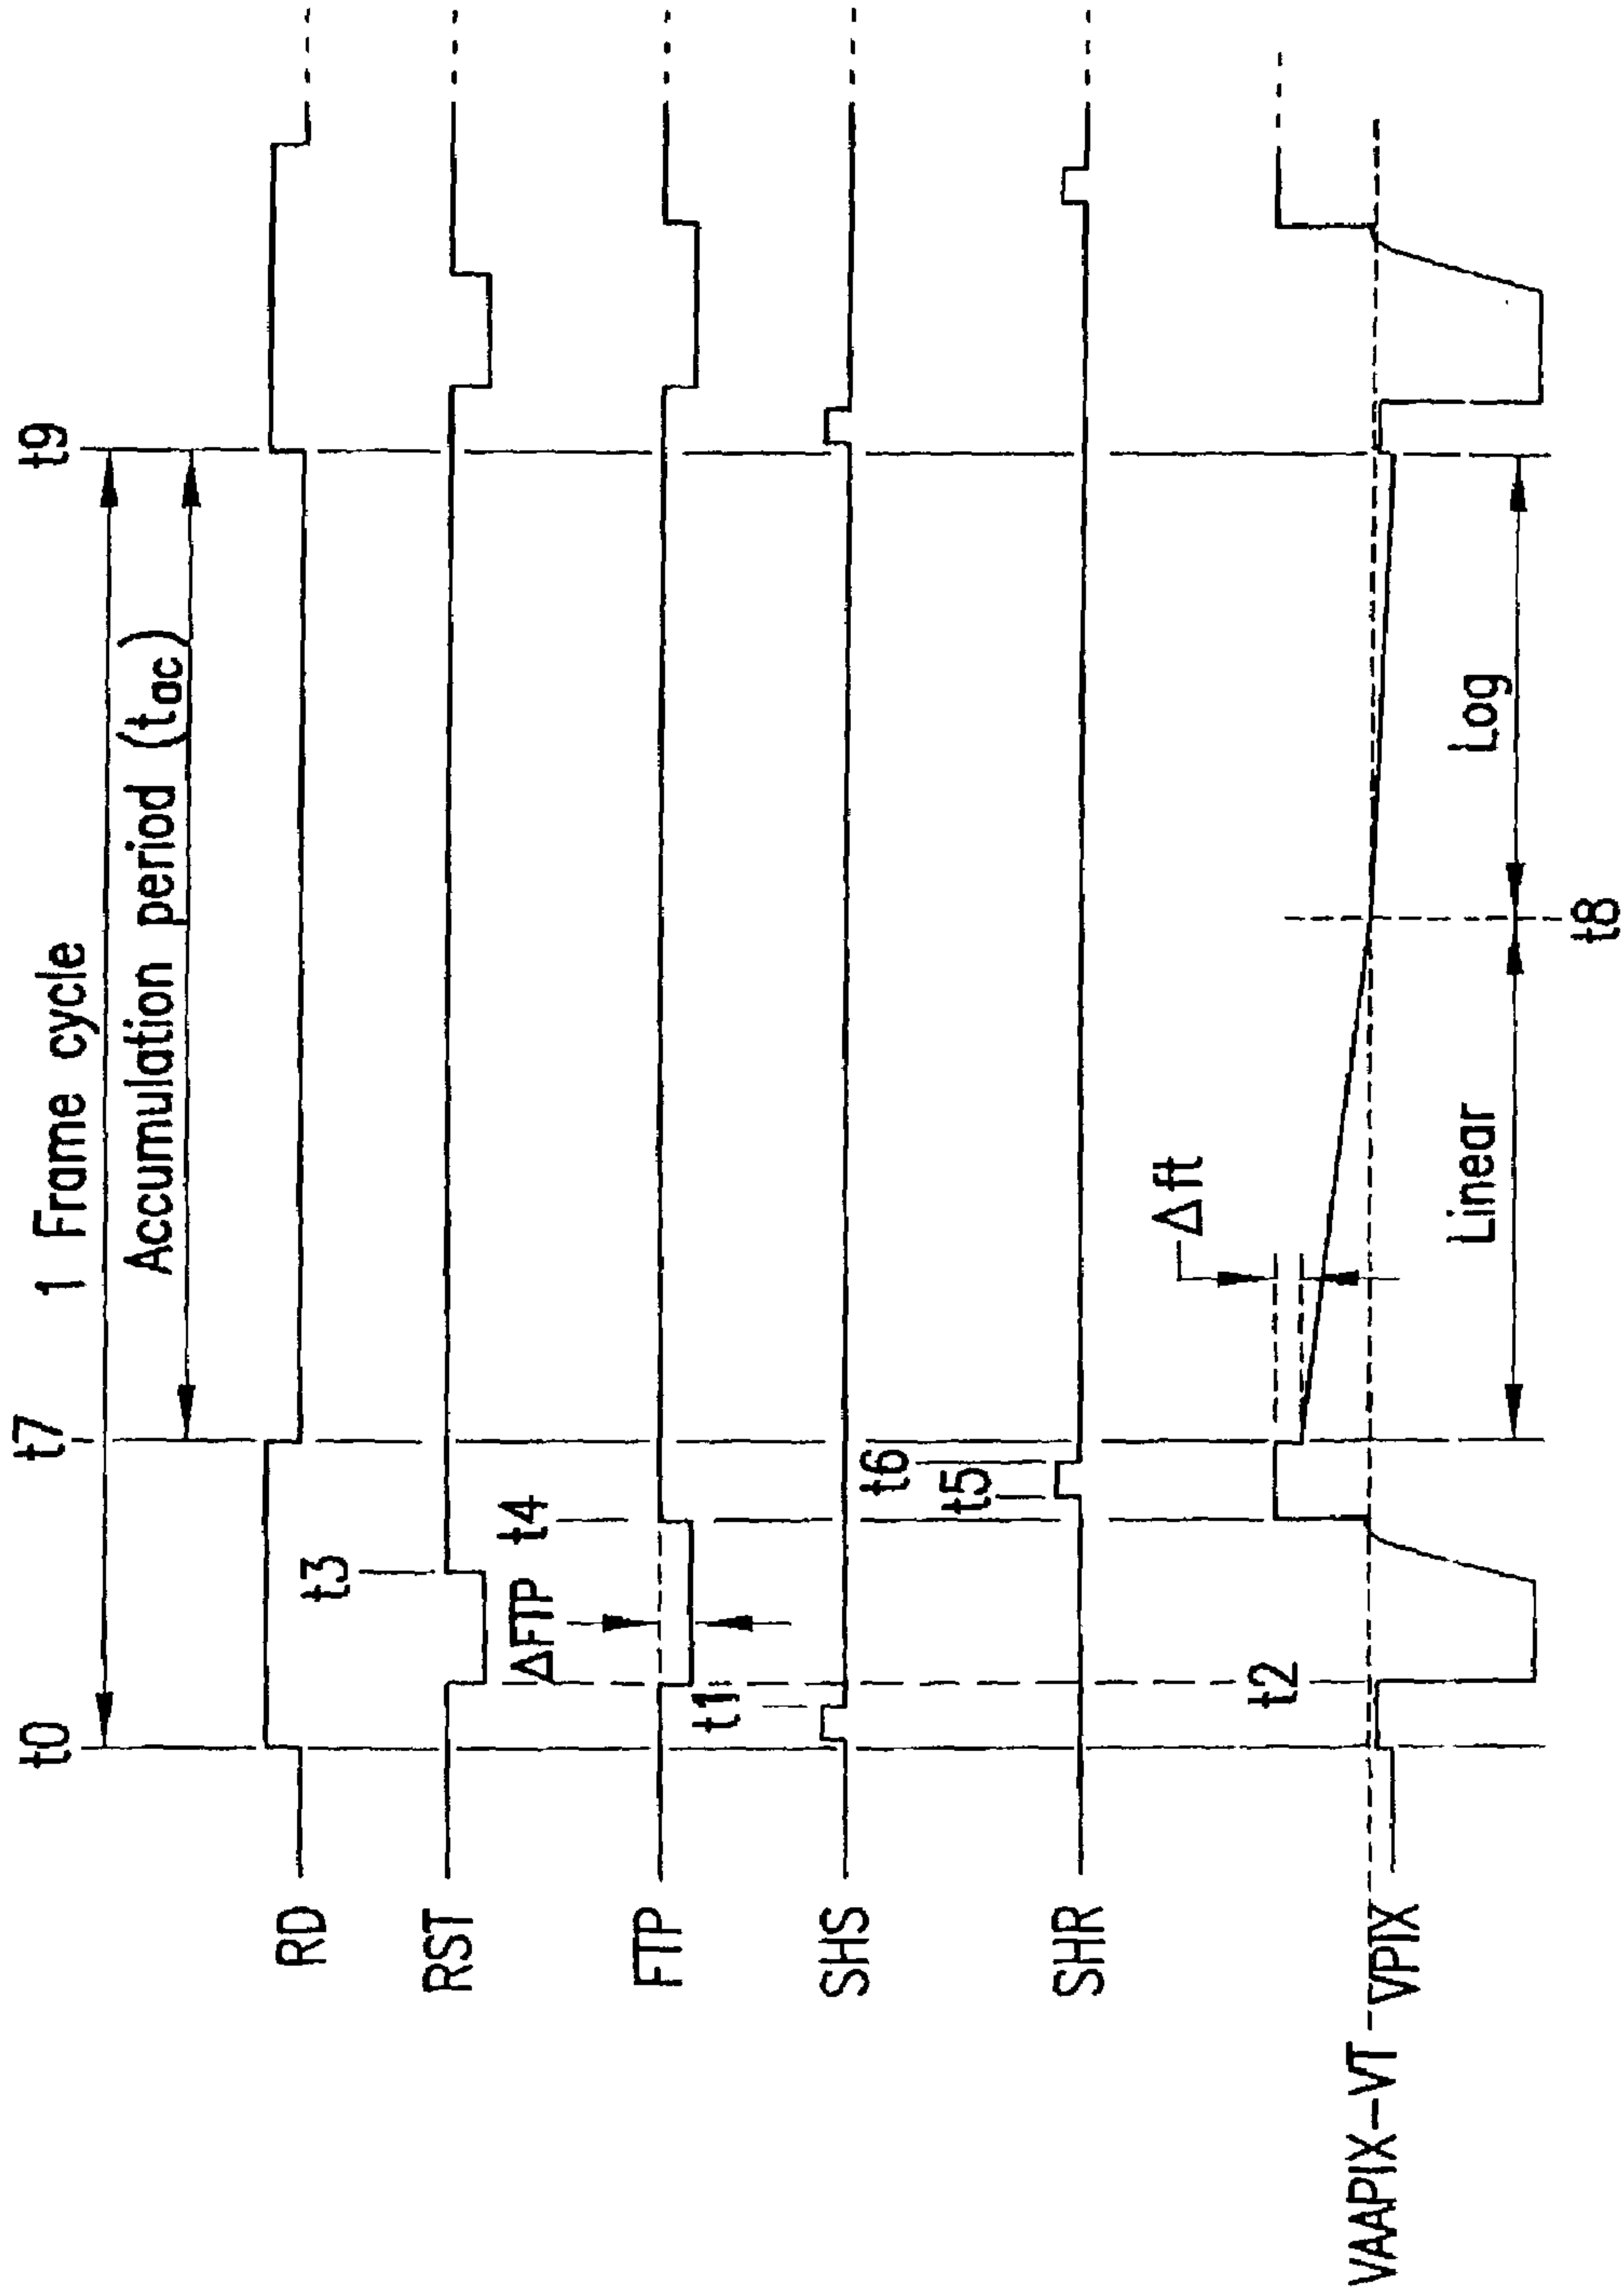 t0
t7
t9
1 Frame cycle
Accumulation period (tac)
RD
t3
RST
ΔFTP
t4
FTP
t1
SHS
t5
t6
SHR
t2
Δft
VAAPIX-VT
VPIX
Linear
Log
t8